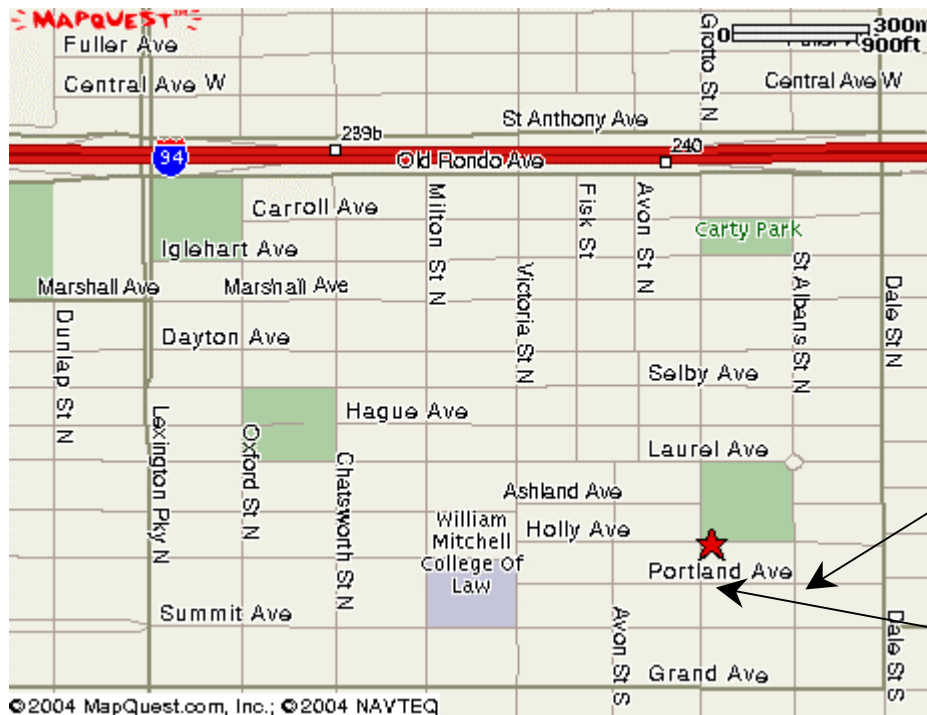 MAPQUEST™
Fuller Ave
Central Ave W
Grotto St N
0
300m
900ft
Central Ave W
St Anthony Ave
239b
94
Old Rondo Ave
240
Carroll Ave
Iglehart Ave
Milton St N
Fisk St
Avon St N
Carty Park
St Albans St N
Marshall Ave
Marshall Ave
Victoria St N
Dale St N
Dunlap St N
Dayton Ave
Selby Ave
Lexington Pky N
Hague Ave
Oxford St N
Chatsworth St N
Laurel Ave
Ashland Ave
William
Mitchell
College Of
Law
Holly Ave
Portland Ave
Summit Ave
Avon St S
Dale St S
Grand Ave
©2004 MapQuest.com, Inc.; ©2004 NAVTEQ